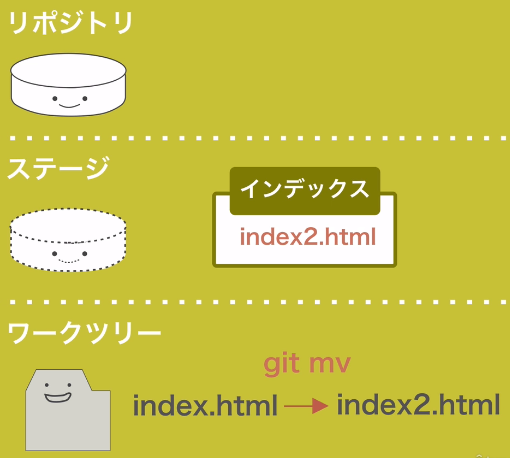 リポジトリ
ステージ
インデックス
index2.html
ワークツリー
git mv
index.html index2.html